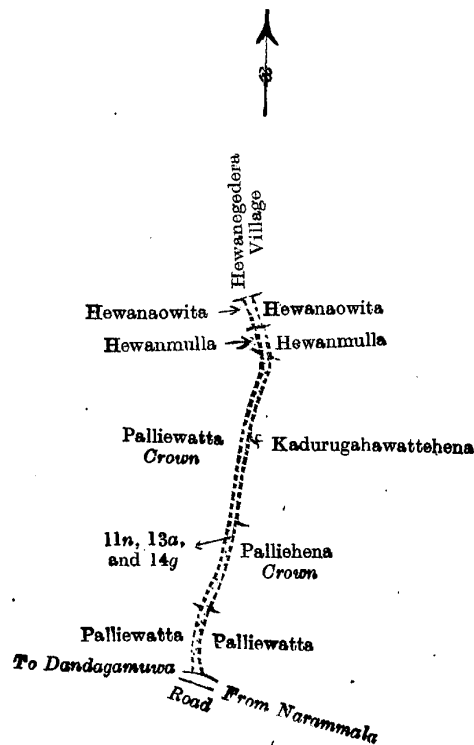 Hewanegedera
Village
Hewanaowita
Hewanaowita
Hewanmulla
Hewanmulla
Palliewatta
Crown
Kadurugahawattehena
11n, 13a,
and 14g
Palliehena
Crown
Palliewatta
Palliewatta
To Dandagamuwa
Road
From Narammala